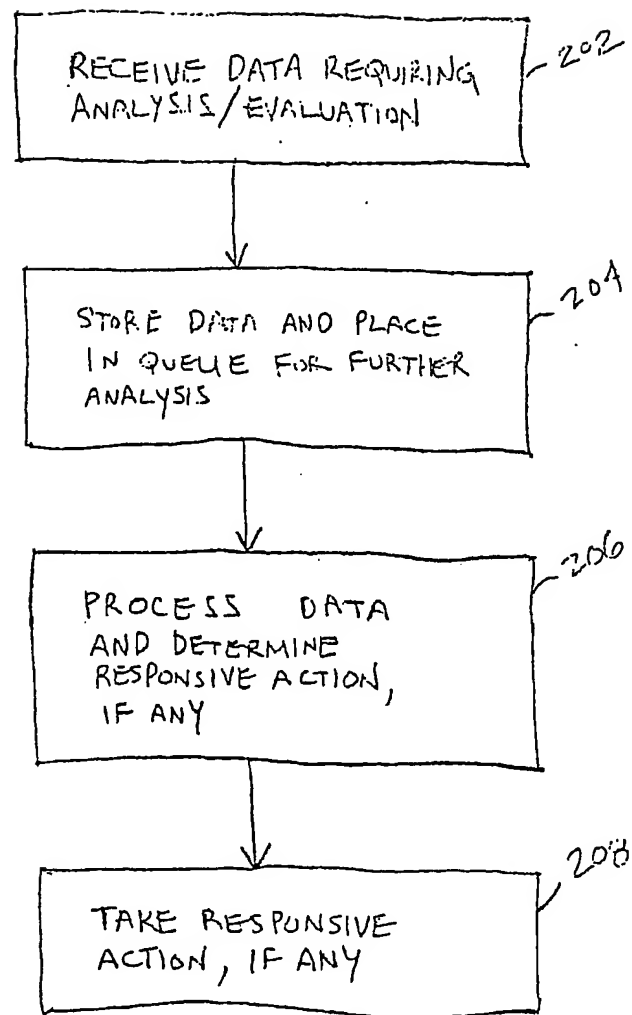 RECEIVE DATA REQUIRING
ANALYSIS/EVALUATION
202
STORE DATA AND PLACE
IN QUEUE FOR FURTHER
ANALYSIS
204
PROCESS DATA
AND DETERMINE
RESPONSIVE ACTION,
IF ANY
206
TAKE RESPONSIVE
ACTION, IF ANY
208